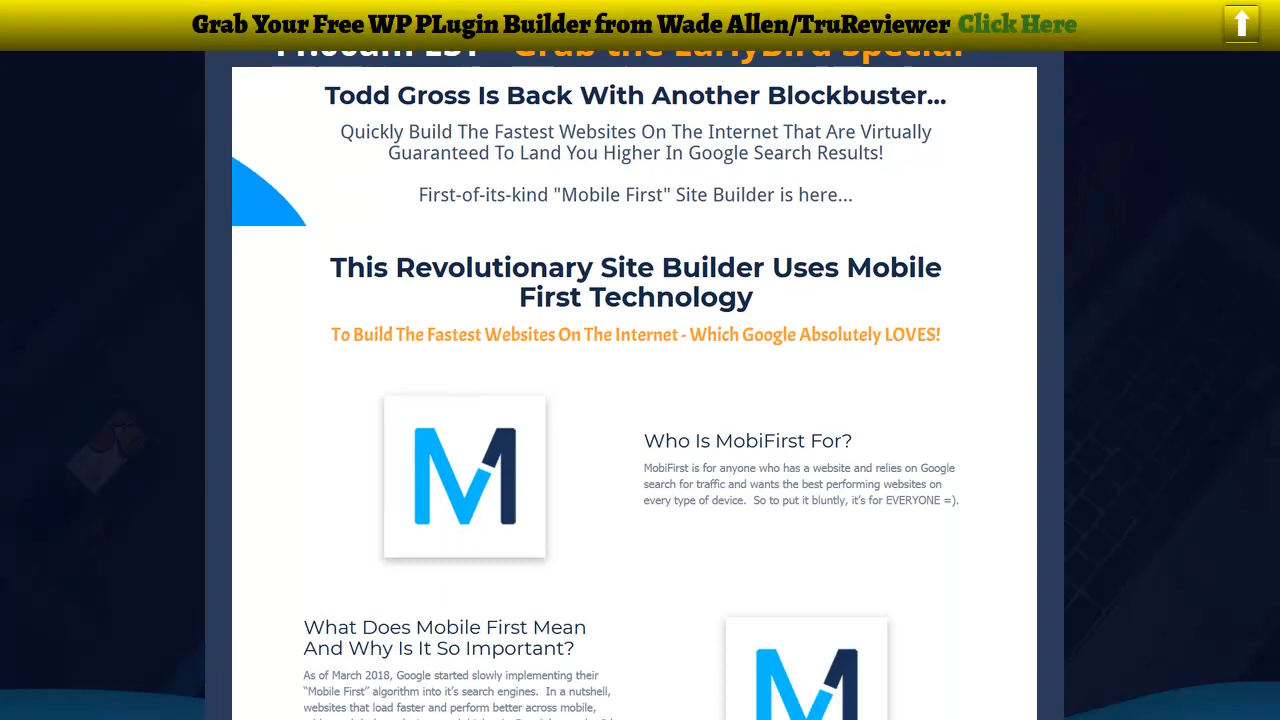 Grab Your Free WP PLugin Builder from Wade Allen/TruReviewer Click Here
11:00am EST - Grab the EarlyBird Special
Todd Gross Is Back With Another Blockbuster...
Quickly Build The Fastest Websites On The Internet That Are Virtually
Guaranteed To Land You Higher In Google Search Results!
First-of-its-kind "Mobile First" Site Builder is here...
This Revolutionary Site Builder Uses Mobile
First Technology
To Build The Fastest Websites On The Internet - Which Google Absolutely LOVES!
Who Is MobiFirst For?
MobiFirst is for anyone who has a website and relies on Google
search for traffic and wants the best performing websites on
every type of device.  So to put it bluntly, it's for EVERYONE =).
What Does Mobile First Mean
And Why Is It So Important?
As of March 2018, Google started slowly implementing their
“Mobile First” algorithm into it's search engines.  In a nutshell,
websites that load faster and perform better across mobile,